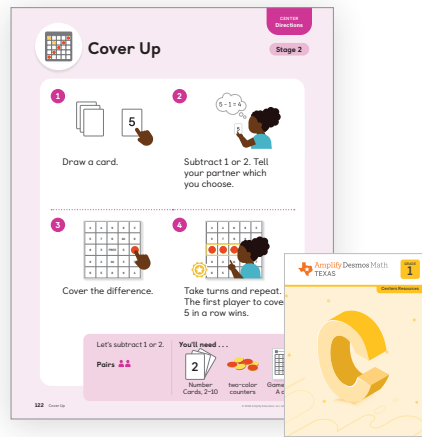 CENTER
Directions
Cover Up
Stage 2
1
5
Draw a card.
2
5 - 1 = 4
5
Subtract 1 or 2. Tell
your partner which
you choose.
3
Cover the difference.
4
Take turns and repeat.
The first player to cove
5 in a row wins.
Let's subtract 1 or 2.
Pairs
You'll need . . .
2
Number
Cards, 2–10
two-color
counters
Game
A
122 Cover Up
Amplify Desmos Math
TEXAS
GRADE
1
Centers Resources